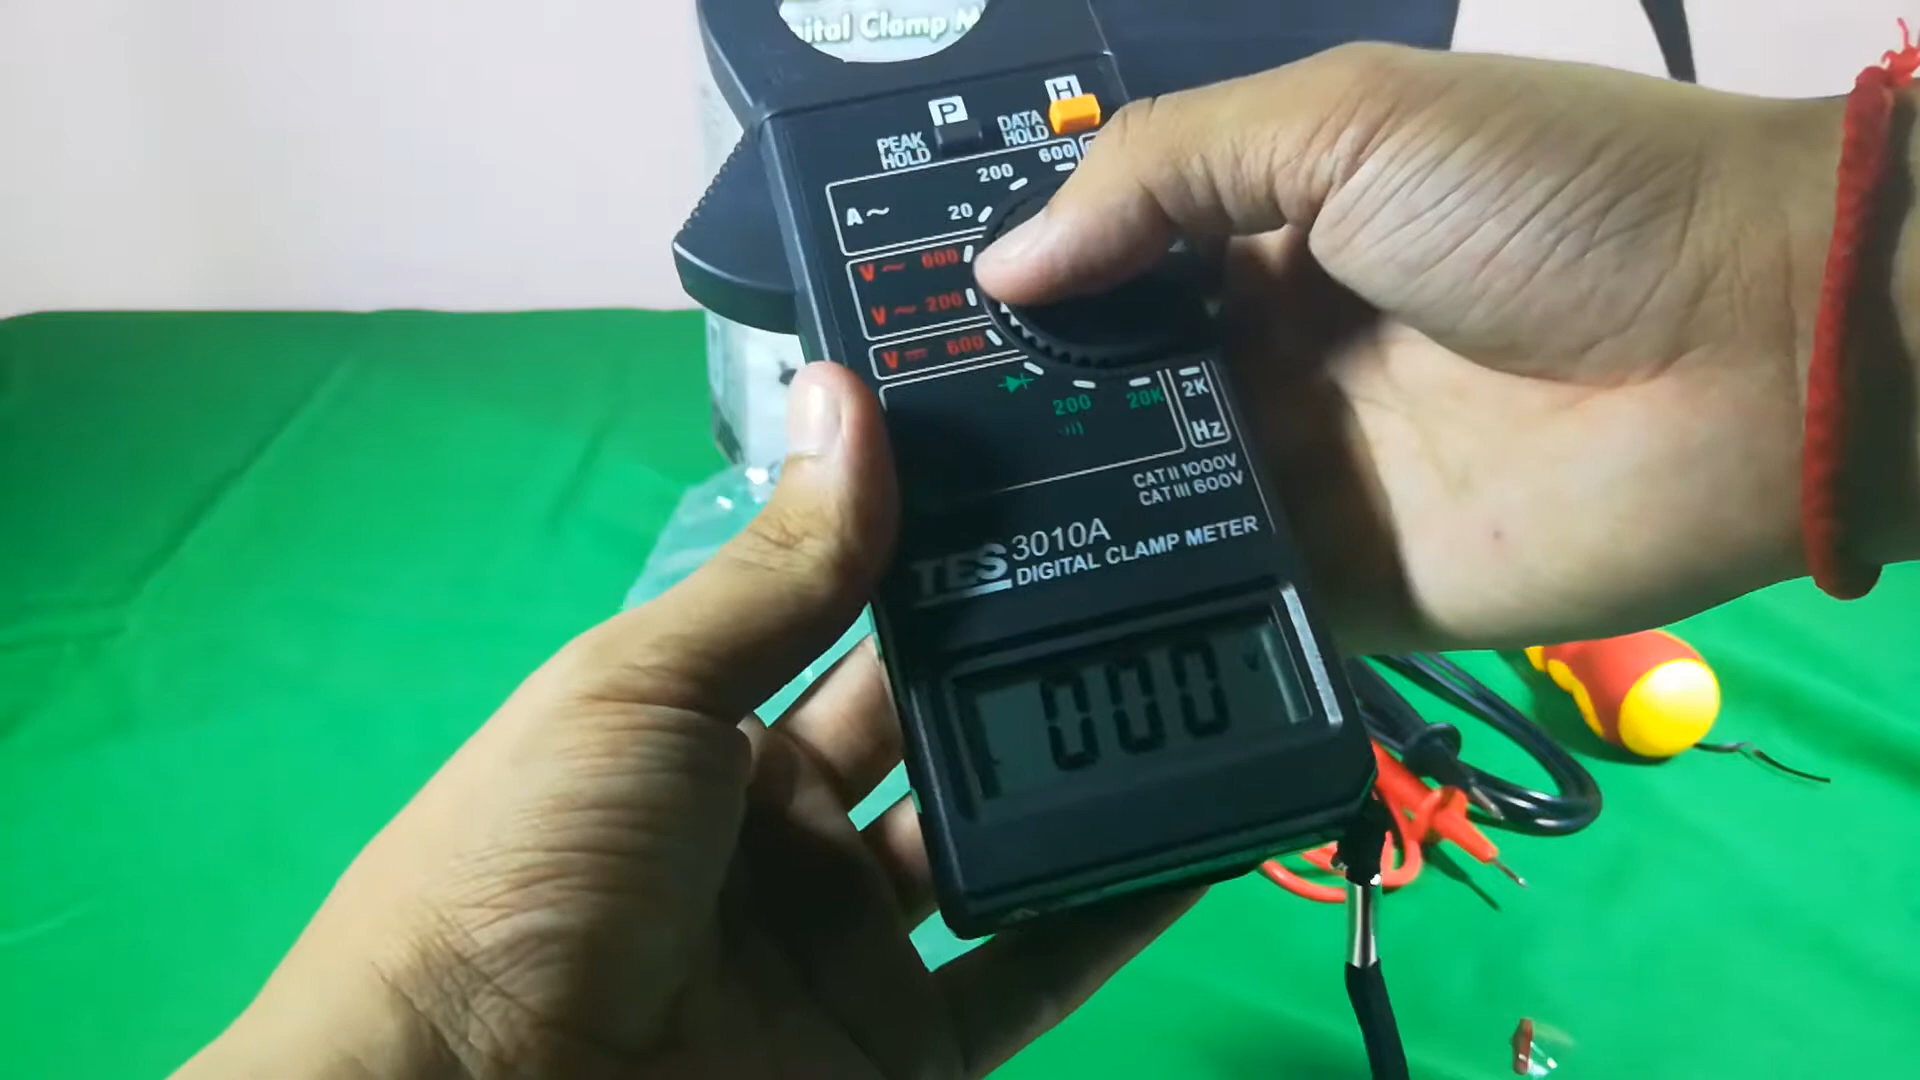 ital Clamp M
P
H
PEAK
HOLD
DATA
HOLD
600
200
20
A~
V~ 600
V~ 200
V 600
200
20K
2K
Hz
CAT II 1000V
CAT III 600V
TES 3010A
DIGITAL CLAMP METER
000 V